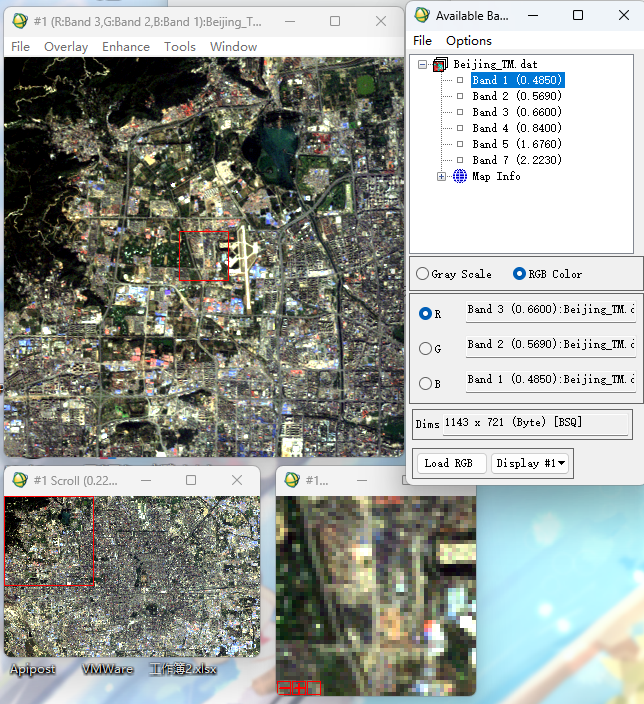 #1 (R:Band 3,G:Band 2,B:Band 1):Beijing_T...
File Overlay Enhance Tools Window
Available Ba...
File Options
Beijing_TM.dat
Band 1 (0.4850)
Band 2 (0.5690)
Band 3 (0.6600)
Band 4 (0.8400)
Band 5 (1.6760)
Band 7 (2.2230)
Map Info
Gray Scale RGB Color
R Band 3 (0.6600):Beijing_TM.d
G Band 2 (0.5690):Beijing_TM.d
B Band 1 (0.4850):Beijing_TM.d
Dims 1143 x 721 (Byte) [BSQ]
Load RGB Display #1
#1 Scroll (0.22...
#1...
Apipost VMWare 工作簿2.xlsx